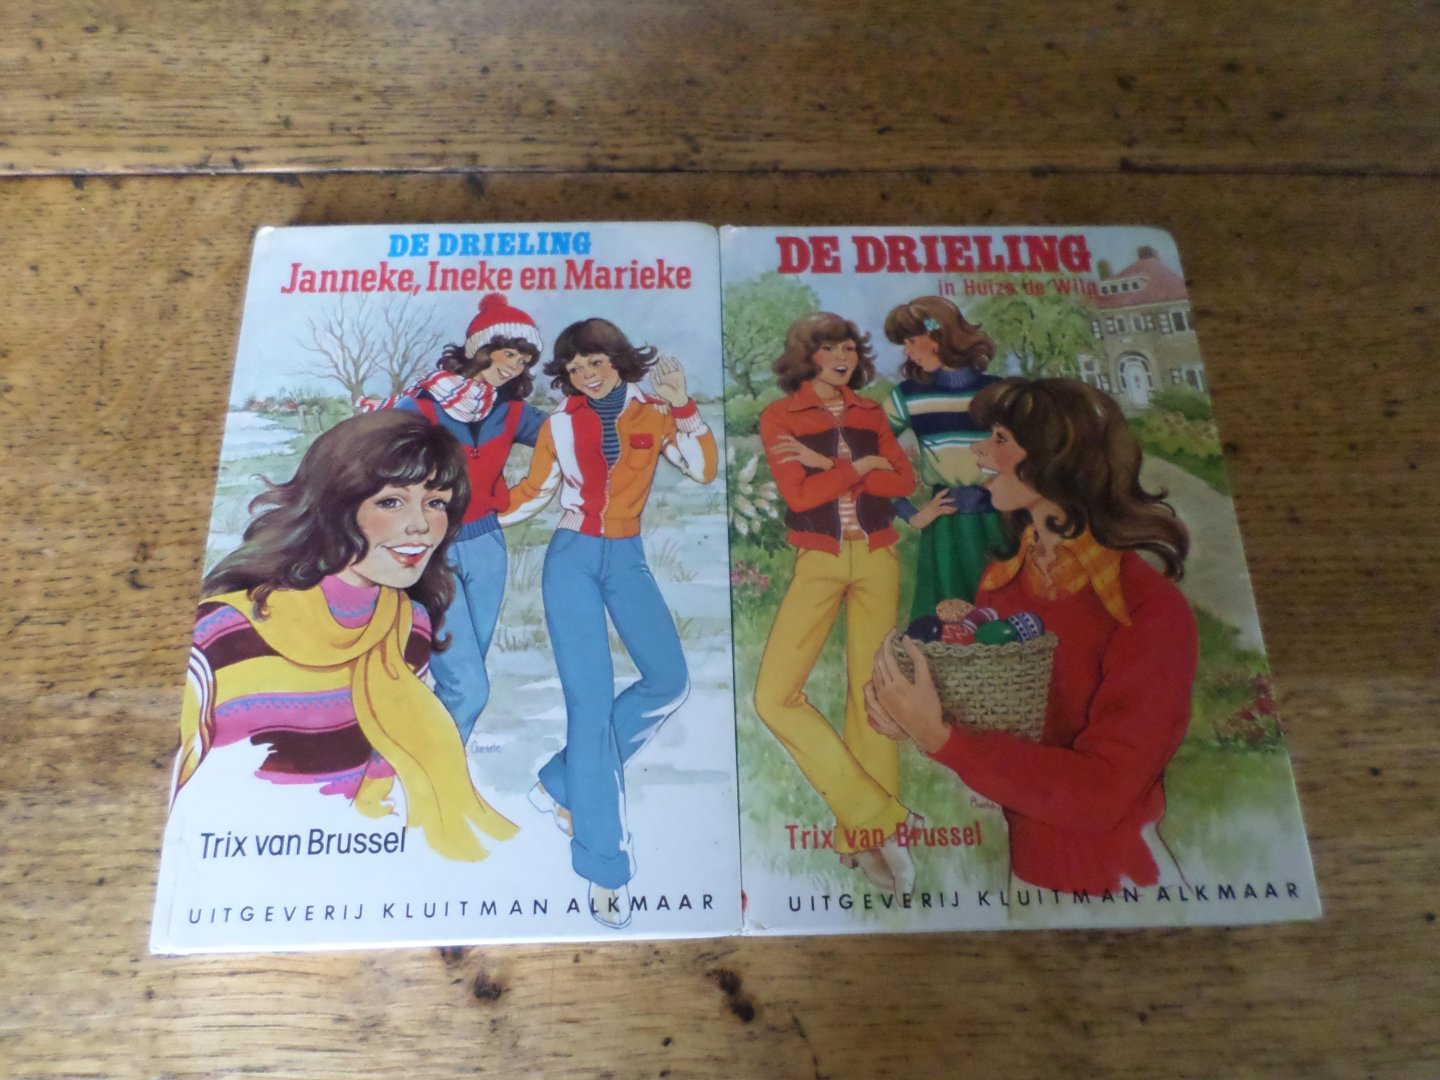 DE DRIELING
Janneke, Ineke en Marieke
Trix van Brussel
UITGEVERIJ KLUITMAN ALKMAAR
DE DRIELING
in Huize de Wilg
Trix van Brussel
UITGEVERIJ KLUITMAN ALKMAAR